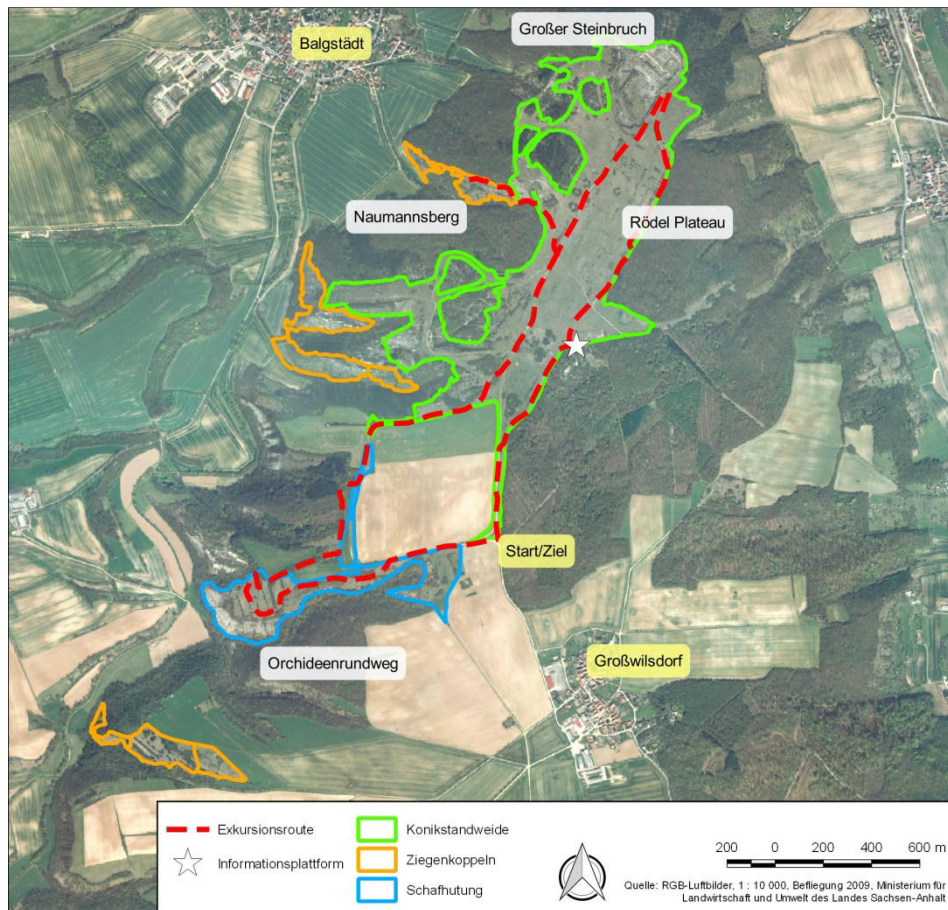 Großer Steinbruch
Balgstädt
Naumannsberg
Rödel Plateau
Start/Ziel
Orchideenrundweg
Großwilsdorf
Exkursionsroute
Informationsplattform
Konikstandweide
Ziegenkoppeln
Schafhutung
200 0 200 400 600 m
Quelle: RGB-Luftbilder, 1 : 10 000, Befliegung 2009, Ministerium für
Landwirtschaft und Umwelt des Landes Sachsen-Anhalt